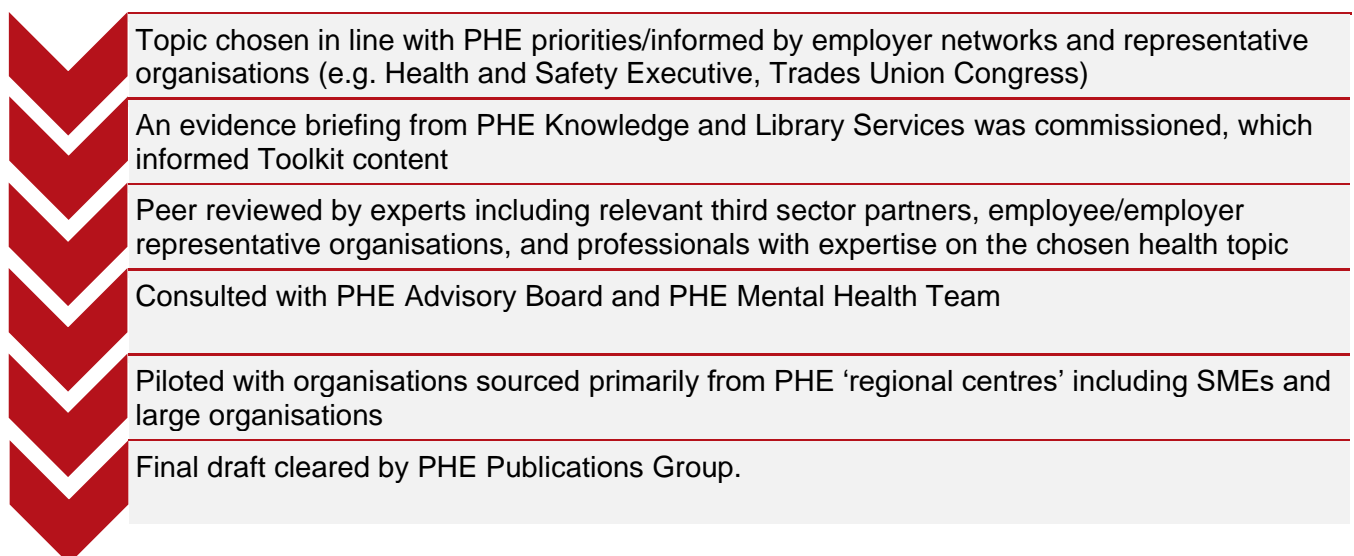 Topic chosen in line with PHE priorities/informed by employer networks and representative
organisations (e.g. Health and Safety Executive, Trades Union Congress)
An evidence briefing from PHE Knowledge and Library Services was commissioned, which
informed Toolkit content
Peer reviewed by experts including relevant third sector partners, employee/employer
representative organisations, and professionals with expertise on the chosen health topic
Consulted with PHE Advisory Board and PHE Mental Health Team
Piloted with organisations sourced primarily from PHE ‘regional centres’ including SMEs and
large organisations
Final draft cleared by PHE Publications Group.